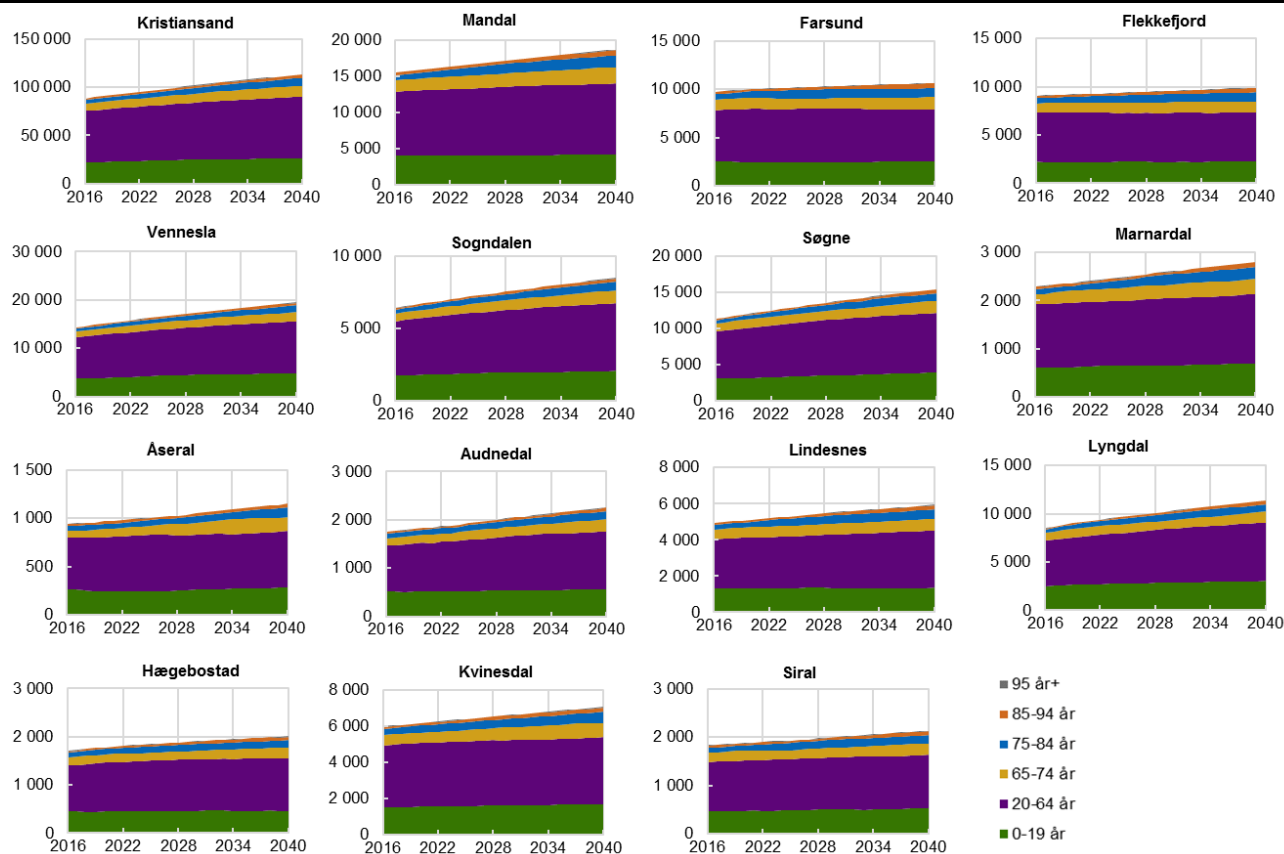 Kristiansand
150 000
100 000
50 000
0
2016 2022 2028 2034 2040
Mandal
20 000
15 000
10 000
5 000
0
2016 2022 2028 2034 2040
Farsund
15 000
10 000
5 000
0
2016 2022 2028 2034 2040
Flekkefjord
15 000
10 000
5 000
0
2016 2022 2028 2034 2040
Vennesla
30 000
20 000
10 000
0
2016 2022 2028 2034 2040
Sogndalen
10 000
5 000
0
2016 2022 2028 2034 2040
Søgne
20 000
15 000
10 000
5 000
0
2016 2022 2028 2034 2040
Marnardal
3 000
2 000
1 000
0
2016 2022 2028 2034 2040
Åseral
1 500
1 000
500
0
2016 2022 2028 2034 2040
Audnedal
3 000
2 000
1 000
0
2016 2022 2028 2034 2040
Lindesnes
8 000
6 000
4 000
2 000
0
2016 2022 2028 2034 2040
Lyngdal
15 000
10 000
5 000
0
2016 2022 2028 2034 2040
Hægebostad
3 000
2 000
1 000
0
2016 2022 2028 2034 2040
Kvinesdal
8 000
6 000
4 000
2 000
0
2016 2022 2028 2034 2040
Siral
3 000
2 000
1 000
0
2016 2022 2028 2034 2040
95 år+
85-94 år
75-84 år
65-74 år
20-64 år
0-19 år